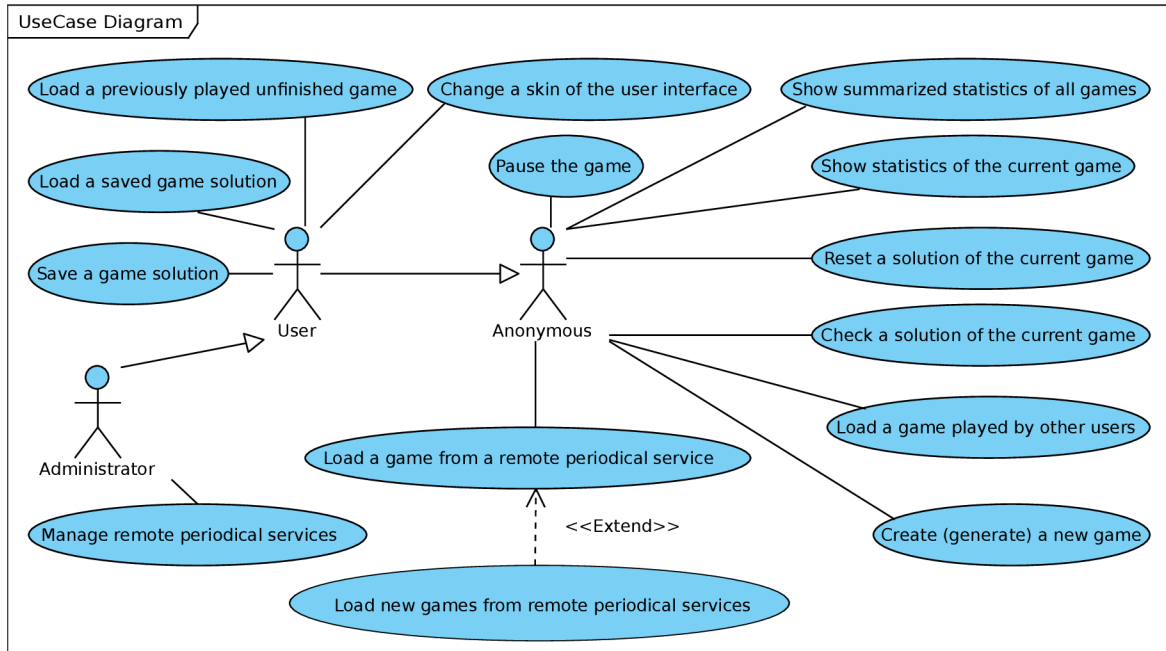 UseCase Diagram
Load a previously played unfinished game
Change a skin of the user interface
Show summarized statistics of all games
Pause the game
Show statistics of the current game
Load a saved game solution
Save a game solution
Reset a solution of the current game
User
Anonymous
Check a solution of the current game
Load a game played by other users
Administrator
Load a game from a remote periodical service
Manage remote periodical services
<<Extend>>
Create (generate) a new game
Load new games from remote periodical services